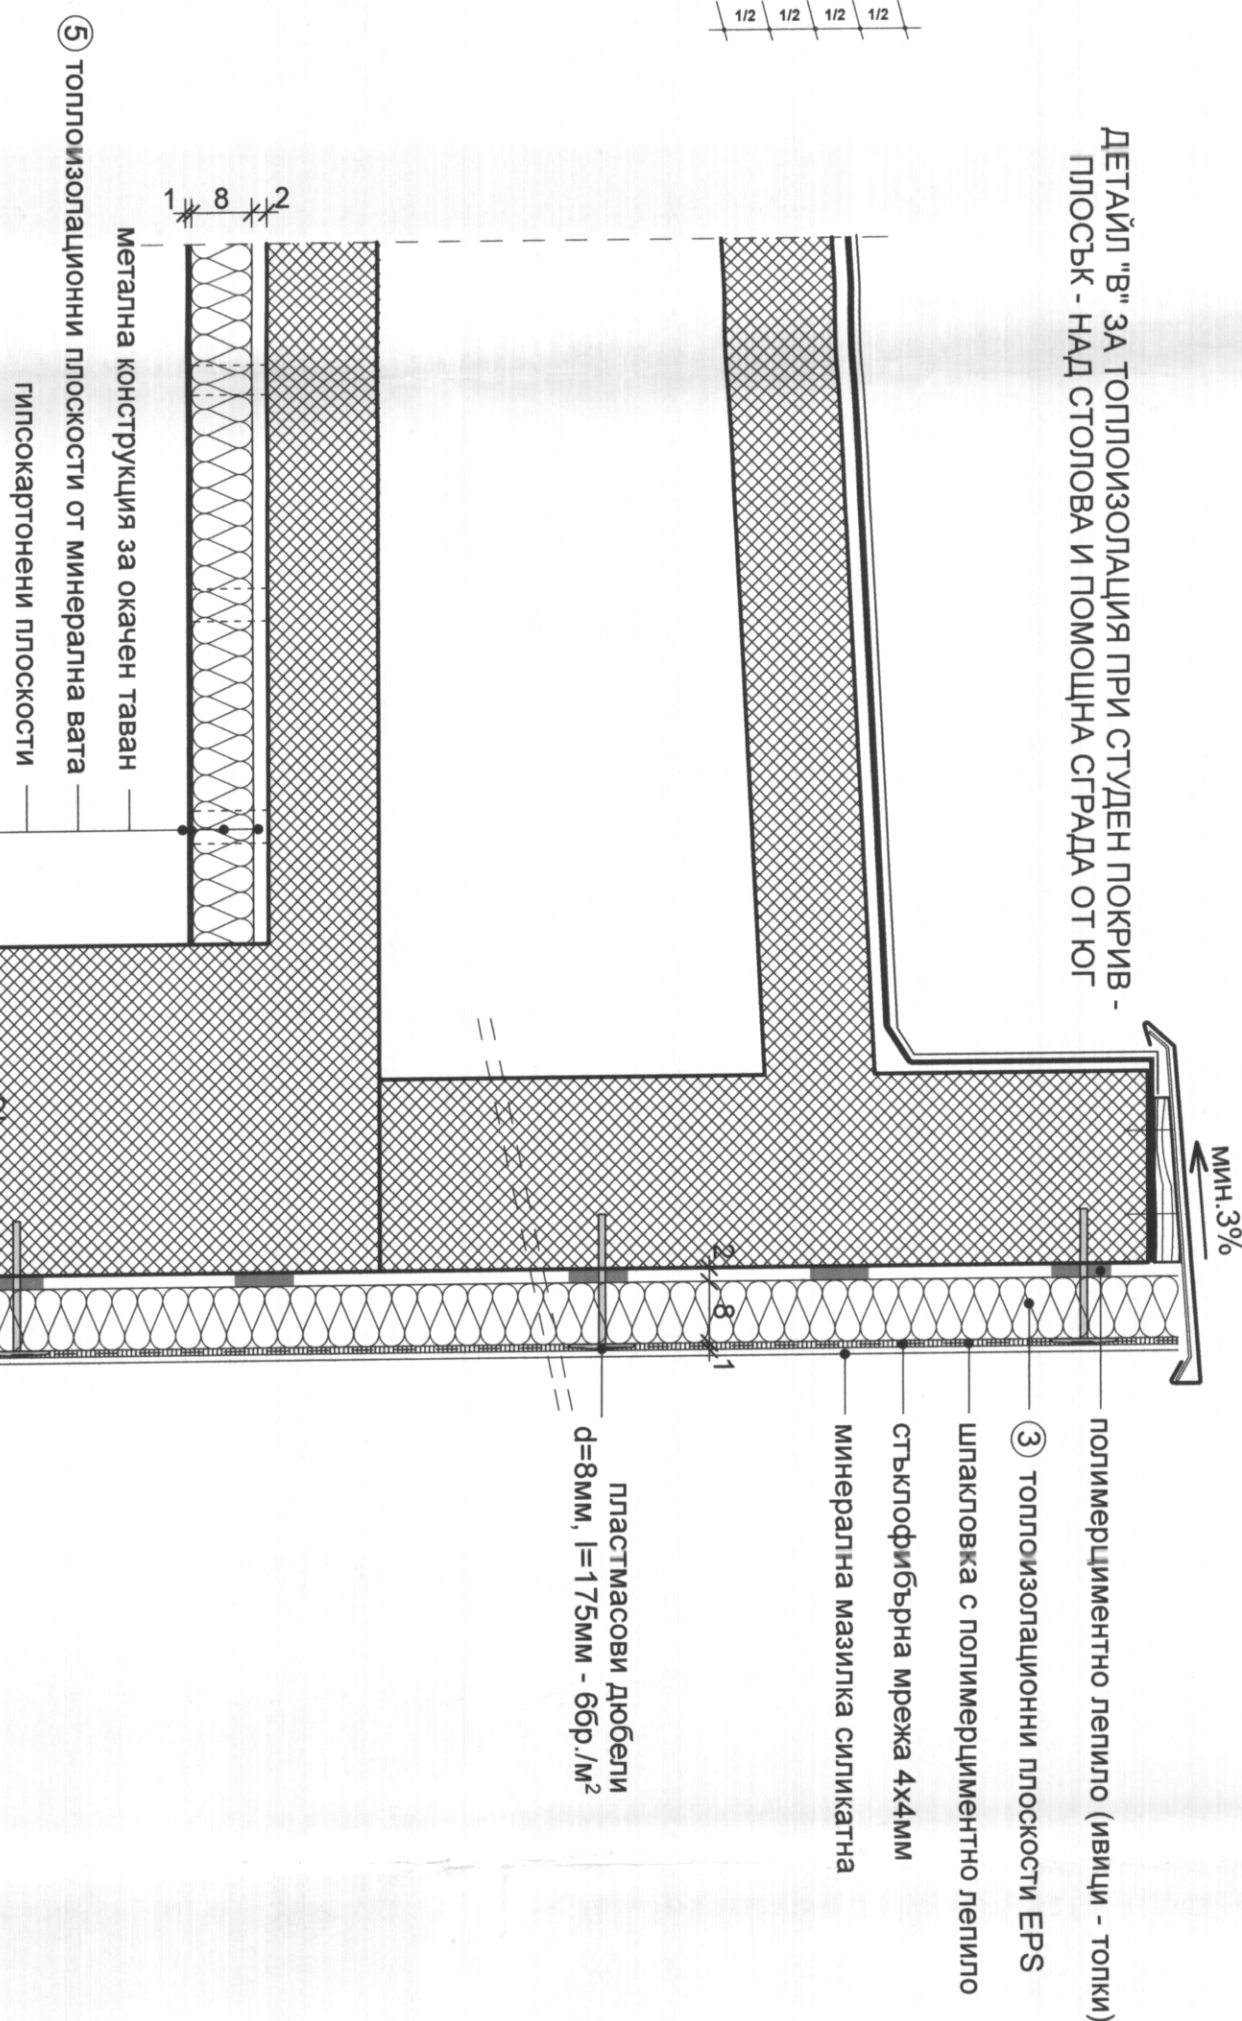 ДЕТАЙЛ "В" ЗА ТОПЛОИЗОЛАЦИЯ ПРИ СТУДЕН ПОКРИВ -
ПЛОСЪК - НАД СТОЛОВА И ПОМОЩНА СГРАДА ОТ ЮГ
мин.3%
полимерциментно лепило (ивици - топки)
3 топлоизолационни плоскости EPS
шпакловка с полимерциментно лепило
стъклофибърна мрежа 4х4мм
минерална мазилка силикатна
пластмасови дюбели
d=8мм, l=175мм - 6бр./м²
2 8 1
1/2 1/2 1/2 1/2
2 8 1
метална конструкция за окачен таван
5 топлоизолационни плоскости от минерална вата
гипсокартонени плоскости